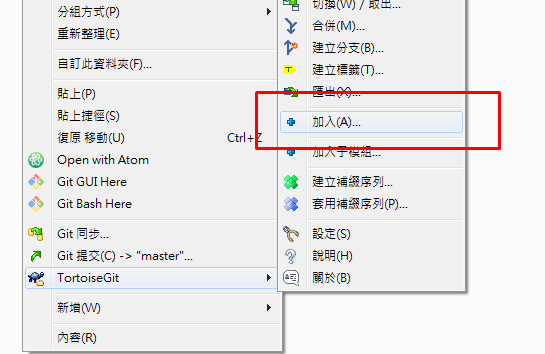 分組方式(P)
重新整理(E)
自訂此資料夾(F)...
貼上(P)
貼上捷徑(S)
復原 移動(U) Ctrl+Z
Open with Atom
Git GUI Here
Git Bash Here
Git 同步...
Git 提交(C) -> "master"...
TortoiseGit
新增(W)
內容(R)
切換(W) / 取出...
合併(M)...
建立分支(B)...
建立標籤(T)...
匯出(X)...
加入(A)...
加入子模組...
建立補綴序列...
套用補綴序列(P)...
設定(S)
說明(H)
關於(B)